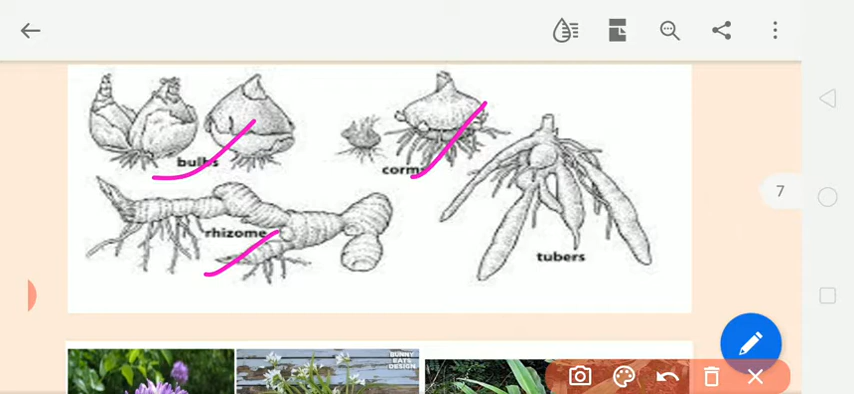 bulbs
corms
7
rhizome
tubers
BUNNY
EATS
DESIGN